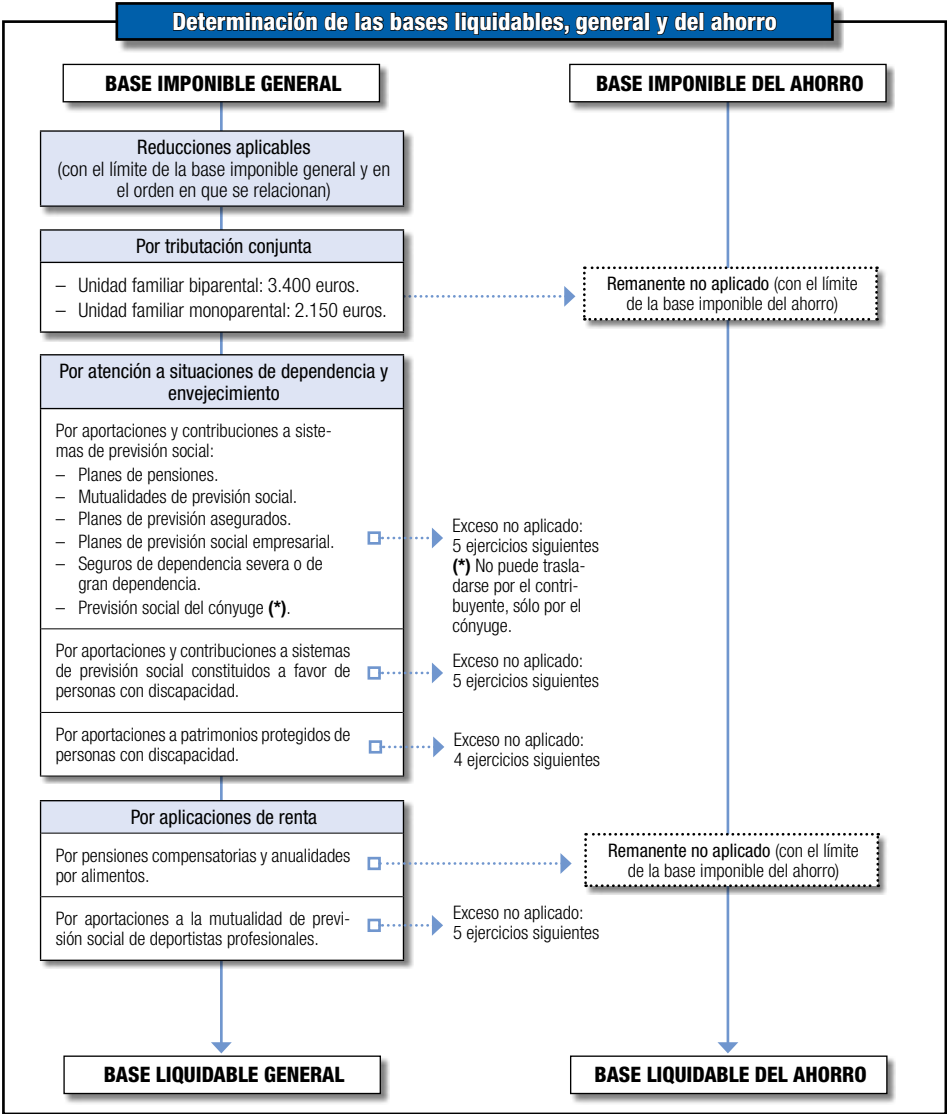 Determinación de las bases liquidables, general y del ahorro
BASE IMPONIBLE GENERAL
BASE IMPONIBLE DEL AHORRO
Reducciones aplicables
(con el límite de la base imponible general y en
el orden en que se relacionan)
Por tributación conjunta
– Unidad familiar biparental: 3.400 euros.
– Unidad familiar monoparental: 2.150 euros.
Remanente no aplicado (con el límite
de la base imponible del ahorro)
Por atención a situaciones de dependencia y
envejecimiento
Por aportaciones y contribuciones a siste-
mas de previsión social:
– Planes de pensiones.
– Mutualidades de previsión social.
– Planes de previsión asegurados.
– Planes de previsión social empresarial.
– Seguros de dependencia severa o de
gran dependencia.
– Previsión social del cónyuge (*).
Exceso no aplicado:
5 ejercicios siguientes
(*) No puede trasla-
darse por el contri-
buyente, sólo por el
cónyuge.
Por aportaciones y contribuciones a sistemas
de previsión social constituidos a favor de
personas con discapacidad.
Exceso no aplicado:
5 ejercicios siguientes
Por aportaciones a patrimonios protegidos de
personas con discapacidad.
Exceso no aplicado:
4 ejercicios siguientes
Por aplicaciones de renta
Por pensiones compensatorias y anualidades
por alimentos.
Remanente no aplicado (con el límite
de la base imponible del ahorro)
Por aportaciones a la mutualidad de previ-
sión social de deportistas profesionales.
Exceso no aplicado:
5 ejercicios siguientes
BASE LIQUIDABLE GENERAL
BASE LIQUIDABLE DEL AHORRO